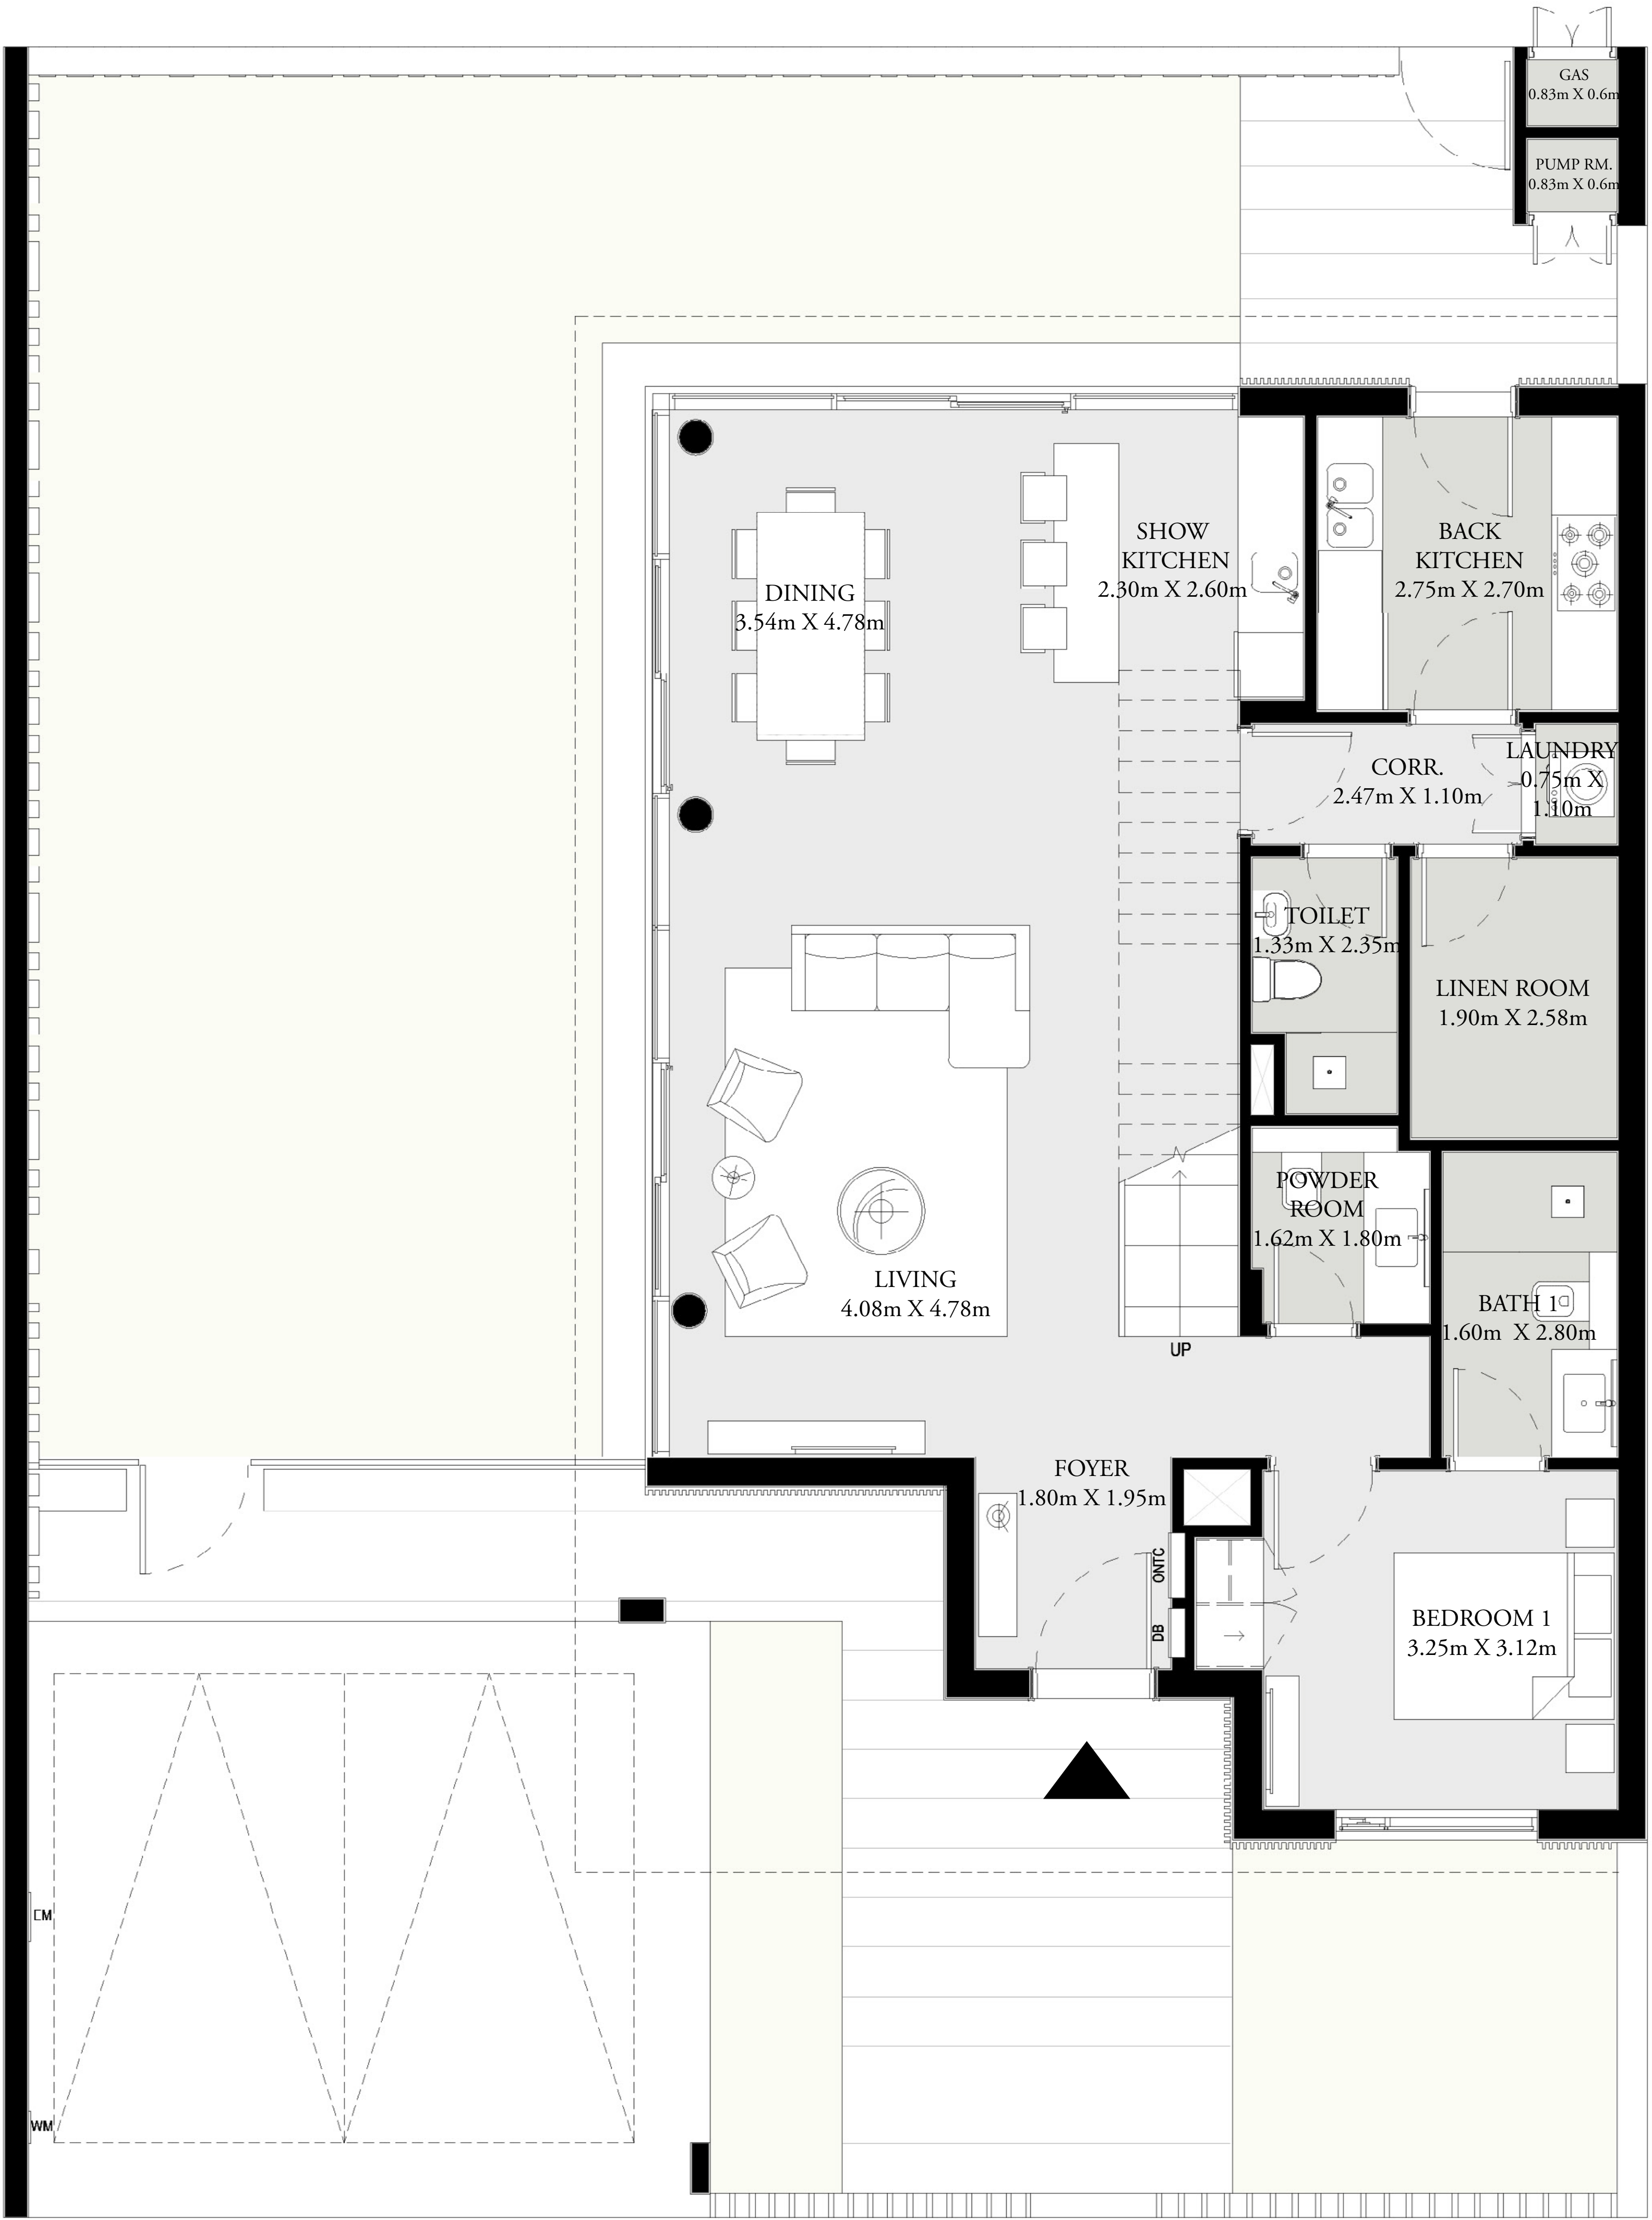 GAS
0.83m X 0.6m
PUMP RM.
0.83m X 0.6m
SHOW
KITCHEN
2.30m X 2.60m
BACK
KITCHEN
2.75m X 2.70m
DINING
3.54m X 4.78m
CORR.
2.47m X 1.10m
LAUNDRY
0.75m X
1.10m
TOILET
1.33m X 2.35m
LINEN ROOM
1.90m X 2.58m
POWDER
ROOM
1.62m X 1.80m
LIVING
4.08m X 4.78m
BATH 1
1.60m X 2.80m
UP
FOYER
1.80m X 1.95m
ONTC
DB
BEDROOM 1
3.25m X 3.12m
EM
WM